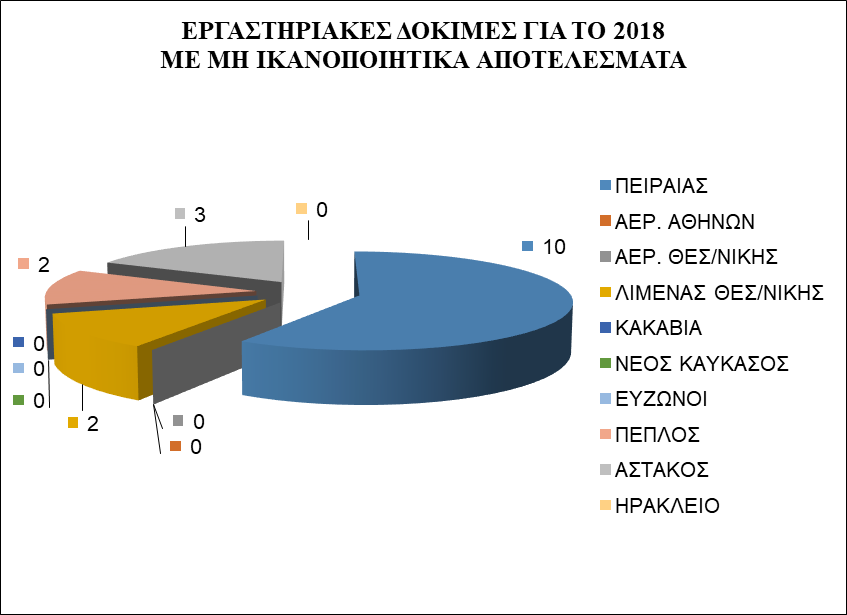 ΕΡΓΑΣΤΗΡΙΑΚΕΣ ΔΟΚΙΜΕΣ ΓΙΑ ΤΟ 2018
ΜΕ ΜΗ ΙΚΑΝΟΠΟΙΗΤΙΚΑ ΑΠΟΤΕΛΕΣΜΑΤΑ
3
0
10
2
0
0
0
2
0
0
ΠΕΙΡΑΙΑΣ
ΑΕΡ. ΑΘΗΝΩΝ
ΑΕΡ. ΘΕΣ/ΝΙΚΗΣ
ΛΙΜΕΝΑΣ ΘΕΣ/ΝΙΚΗΣ
ΚΑΚΑΒΙΑ
ΝΕΟΣ ΚΑΥΚΑΣΟΣ
ΕΥΖΩΝΟΙ
ΠΕΠΛΟΣ
ΑΣΤΑΚΟΣ
ΗΡΑΚΛΕΙΟ